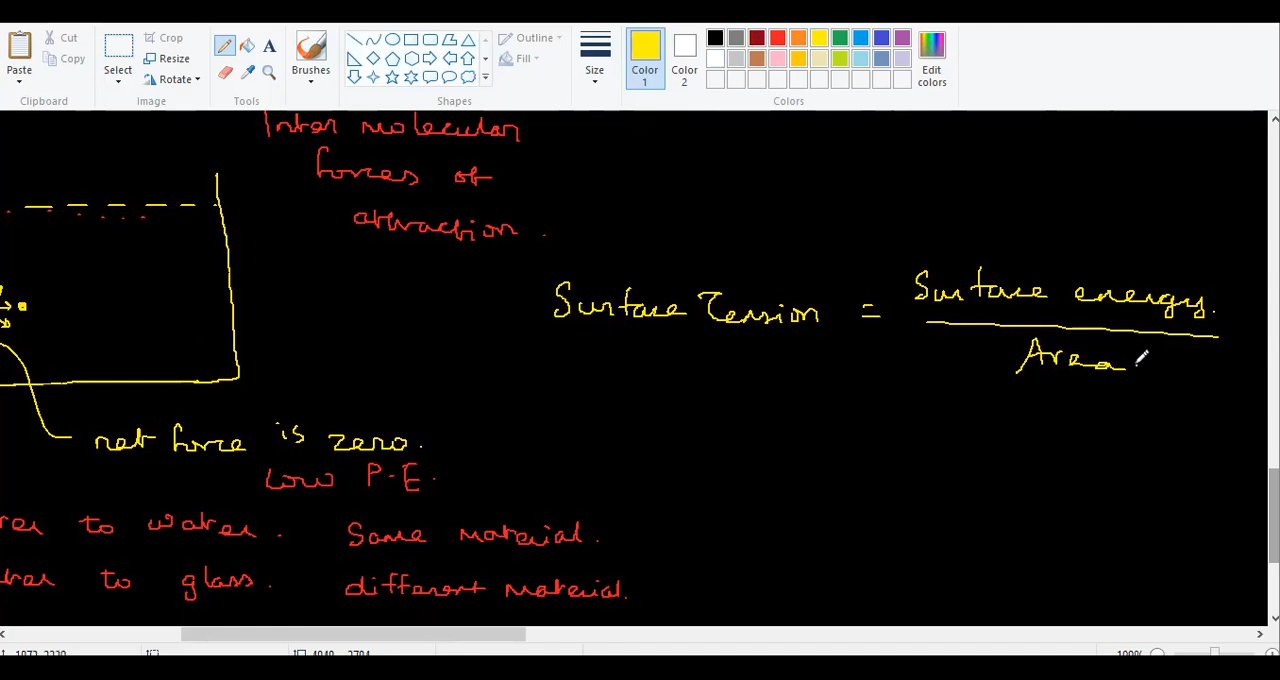 Cut
Copy
Paste
Clipboard
Select
Crop
Resize
Rotate
Image
Tools
Brushes
Outline
Fill
Shapes
Size
Color 1
Color 2
Edit colors
Colors
Inter molecular
forces of
attraction.
Surface Tension = Surface energy.
Area
net force is zero.
Low P.E.
to water. Same material.
to glass. different material.
100%